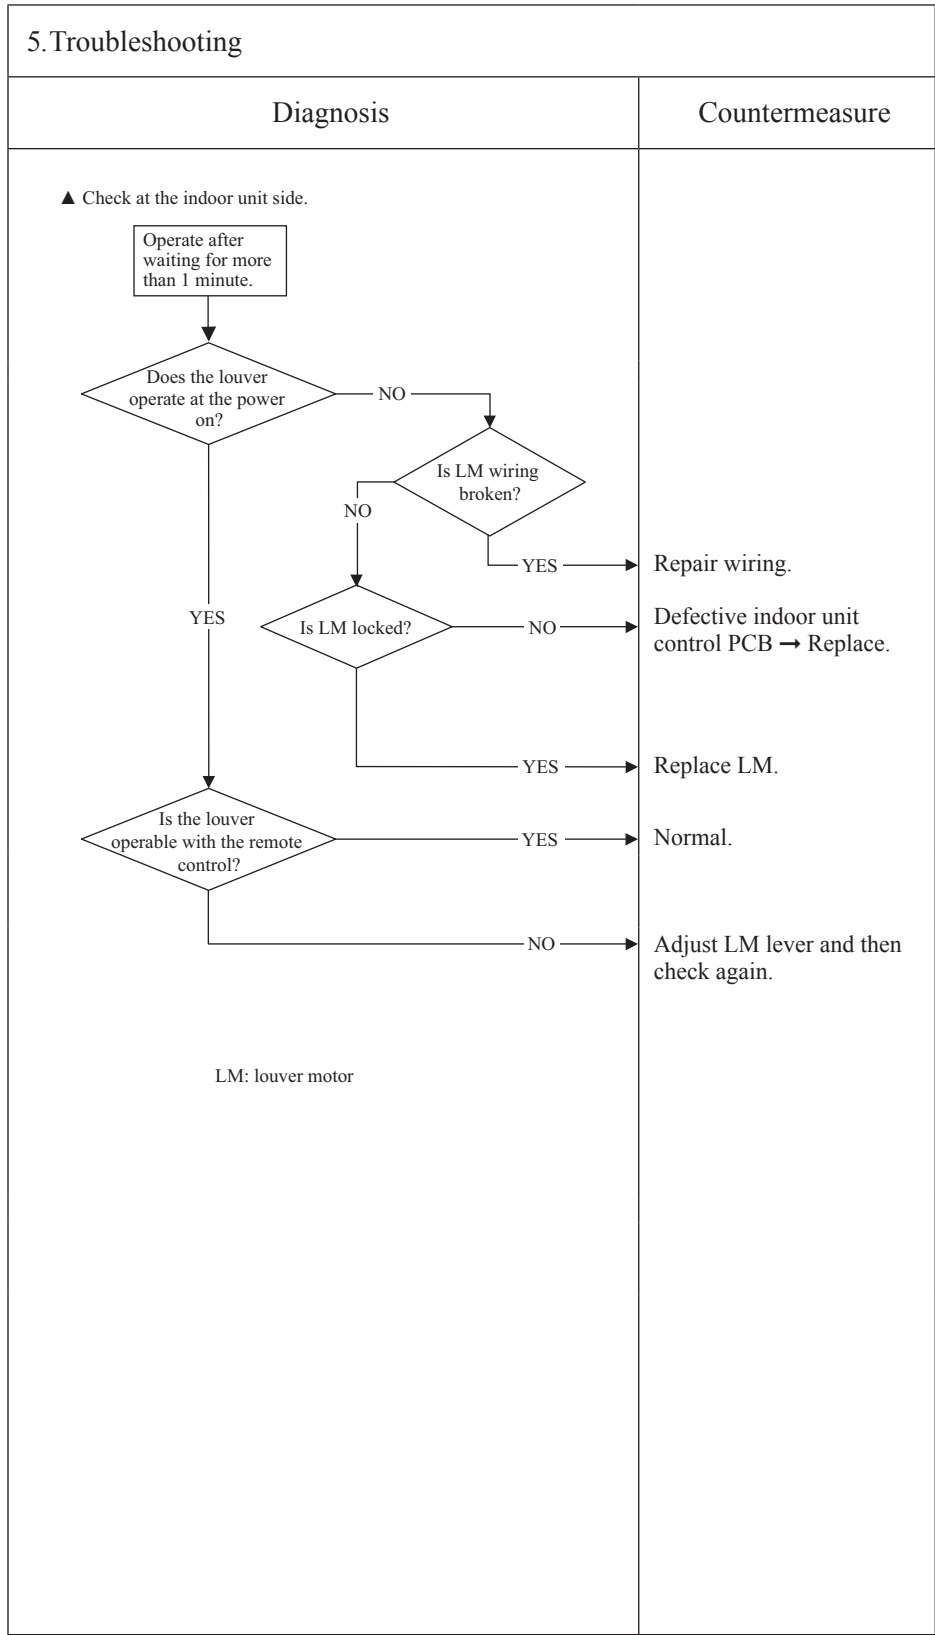 5.Troubleshooting
Diagnosis
Countermeasure
▲ Check at the indoor unit side.
Operate after
waiting for more
than 1 minute.
Does the louver
operate at the power
on?
NO
Is LM wiring
broken?
NO
YES
Repair wiring.
YES
Is LM locked?
NO
Defective indoor unit
control PCB → Replace.
YES
Replace LM.
Is the louver
operable with the remote
control?
YES
Normal.
NO
Adjust LM lever and then
check again.
LM: louver motor